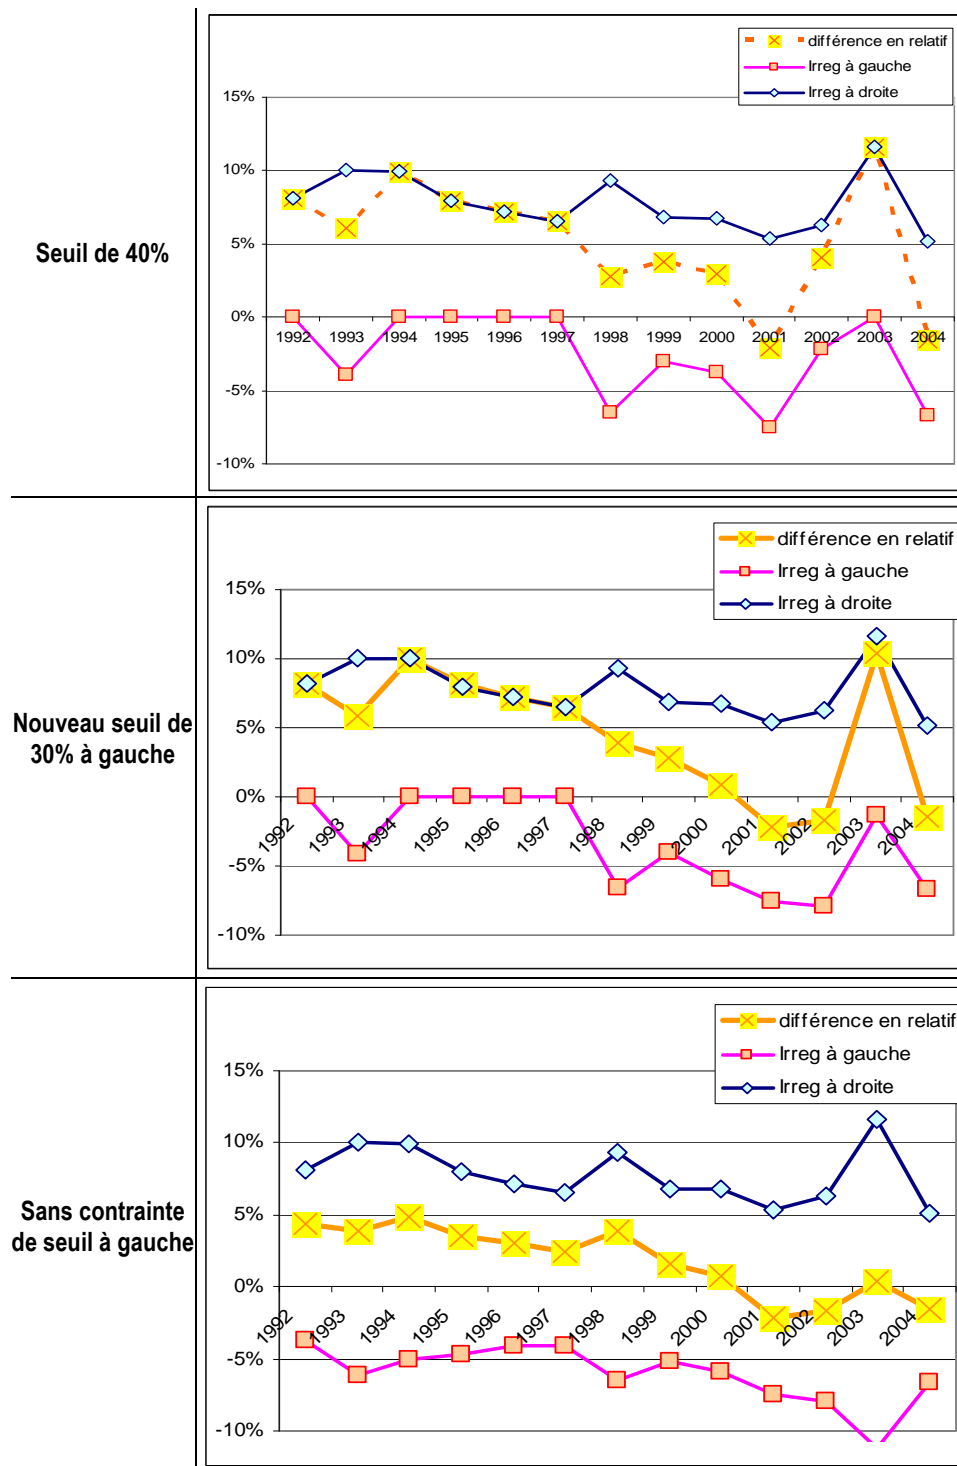 Seuil de 40%
différence en relatif
Irreg à gauche
Irreg à droite
15%
10%
5%
0%
-5%
-10%
1992 1993 1994 1995 1996 1997 1998 1999 2000 2001 2002 2003 2004
Nouveau seuil de
30% à gauche
différence en relatif
Irreg à gauche
Irreg à droite
15%
10%
5%
0%
-5%
-10%
1992 1993 1994 1995 1996 1997 1998 1999 2000 2001 2002 2003 2004
Sans contrainte
de seuil à gauche
différence en relatif
Irreg à gauche
Irreg à droite
15%
10%
5%
0%
-5%
-10%
1992 1993 1994 1995 1996 1997 1998 1999 2000 2001 2002 2003 2004